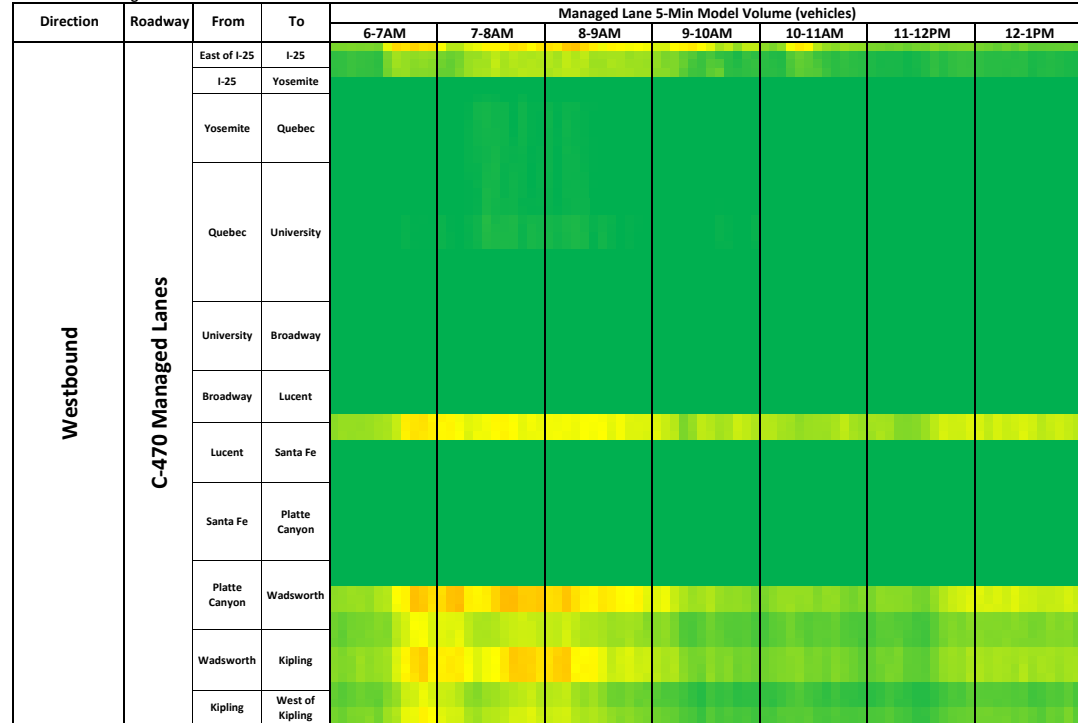 Direction Roadway From To Managed Lane 5-Min Model Volume (vehicles)
6-7AM 7-8AM 8-9AM 9-10AM 10-11AM 11-12PM 12-1PM
Westbound
C-470 Managed Lanes
East of I-25 I-25
I-25 Yosemite
Yosemite Quebec
Quebec University
University Broadway
Broadway Lucent
Lucent Santa Fe
Santa Fe Platte
Canyon
Platte
Canyon Wadsworth
Wadsworth Kipling
Kipling West of
Kipling